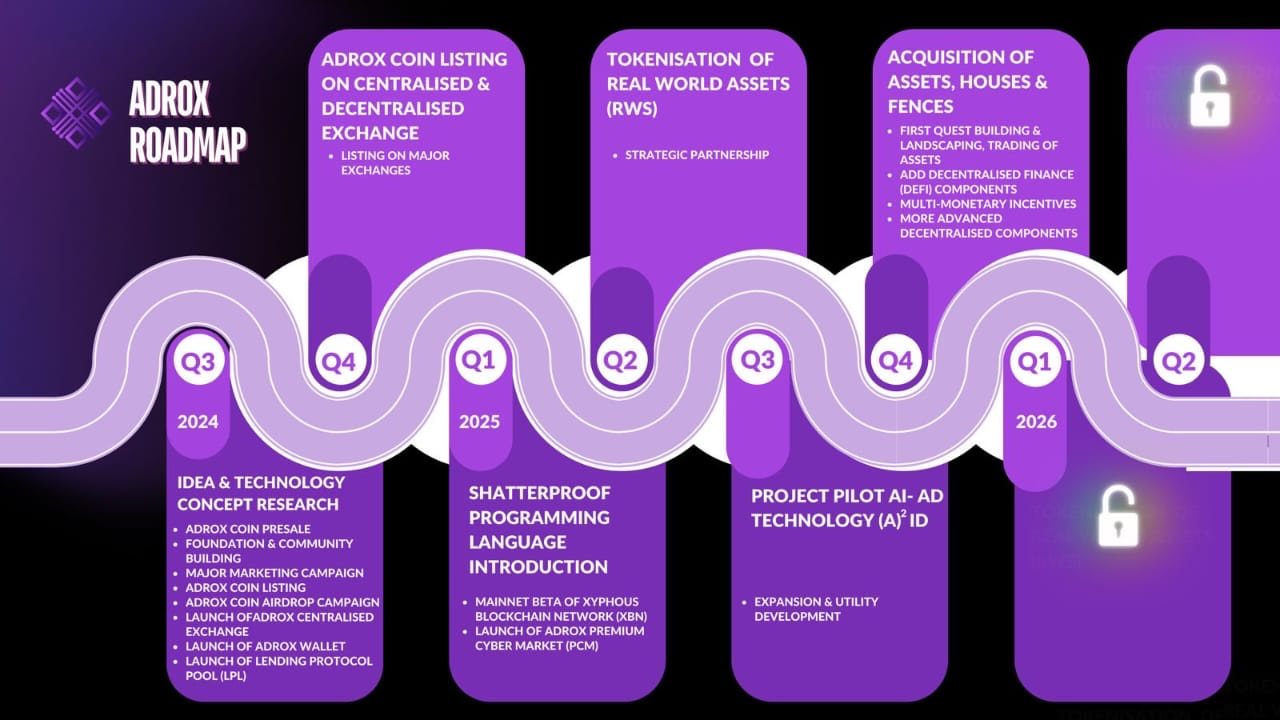 ADROX
ROADMAP
ADROX COIN LISTING
ON CENTRALISED &
DECENTRALISED
EXCHANGE
• LISTING ON MAJOR
EXCHANGES
TOKENISATION OF
REAL WORLD ASSETS
(RWS)
• STRATEGIC PARTNERSHIP
ACQUISITION OF
ASSETS, HOUSES &
FENCES
• FIRST QUEST BUILDING &
LANDSCAPING, TRADING OF
ASSETS
• ADD DECENTRALISED FINANCE
(DEFI) COMPONENTS
• MULTI-MONETARY INCENTIVES
• MORE ADVANCED
DECENTRALISED COMPONENTS
Q3
Q4
Q1
Q2
Q3
Q4
Q1
Q2
2024
2025
2026
IDEA & TECHNOLOGY
CONCEPT RESEARCH
• ADROX COIN PRESALE
• FOUNDATION & COMMUNITY
BUILDING
• MAJOR MARKETING CAMPAIGN
• ADROX COIN LISTING
• ADROX COIN AIRDROP CAMPAIGN
• LAUNCH OFADROX CENTRALISED
EXCHANGE
• LAUNCH OF ADROX WALLET
• LAUNCH OF LENDING PROTOCOL
POOL (LPL)
SHATTERPROOF
PROGRAMMING
LANGUAGE
INTRODUCTION
• MAINNET BETA OF XYPHOUS
BLOCKCHAIN NETWORK (XBN)
• LAUNCH OF ADROX PREMIUM
CYBER MARKET (PCM)
PROJECT PILOT AI- AD
TECHNOLOGY (A)² ID
• EXPANSION & UTILITY
DEVELOPMENT